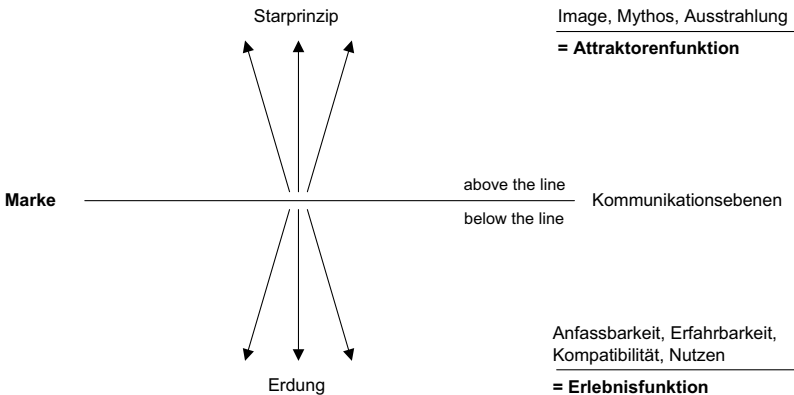 Starprinzip
Image, Mythos, Ausstrahlung
= Attraktorenfunktion
above the line
Marke
Kommunikationsebenen
below the line
Anfassbarkeit, Erfahrbarkeit,
Kompatibilität, Nutzen
Erdung
= Erlebnisfunktion